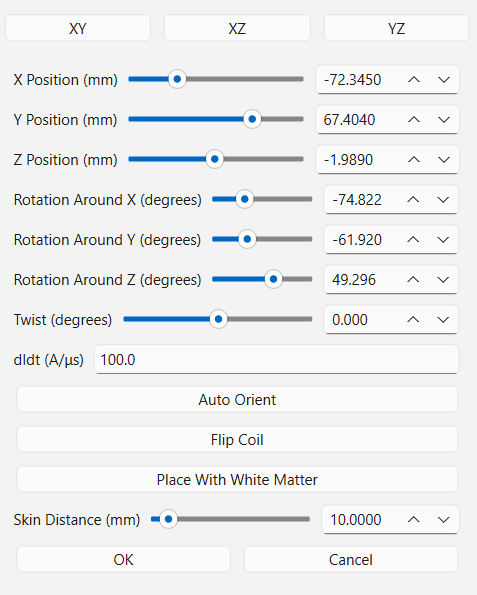 XY XZ YZ
X Position (mm) -72.3450
Y Position (mm) 67.4040
Z Position (mm) -1.9890
Rotation Around X (degrees) -74.822
Rotation Around Y (degrees) -61.920
Rotation Around Z (degrees) 49.296
Twist (degrees) 0.000
dIdt (A/µs) 100.0
Auto Orient
Flip Coil
Place With White Matter
Skin Distance (mm) 10.0000
OK Cancel